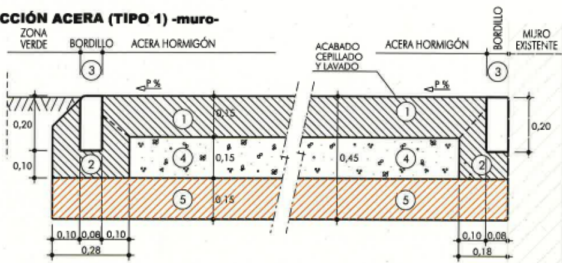 CCIÓN ACERA (TIPO 1) -muro-
ZONA VERDE
BORDILLO
ACERA HORMIGÓN
ACABADO CEPILLADO Y LAVADO
ACERA HORMIGÓN
BORDILLO
MURO EXISTENTE
3
3
P %
P %
1
0,15
1
0,20
0,20
2
4
0,15
0,45
4
2
0,10
5
0,15
5
0,10
0,08
0,10
0,10
0,08
0,28
0,18